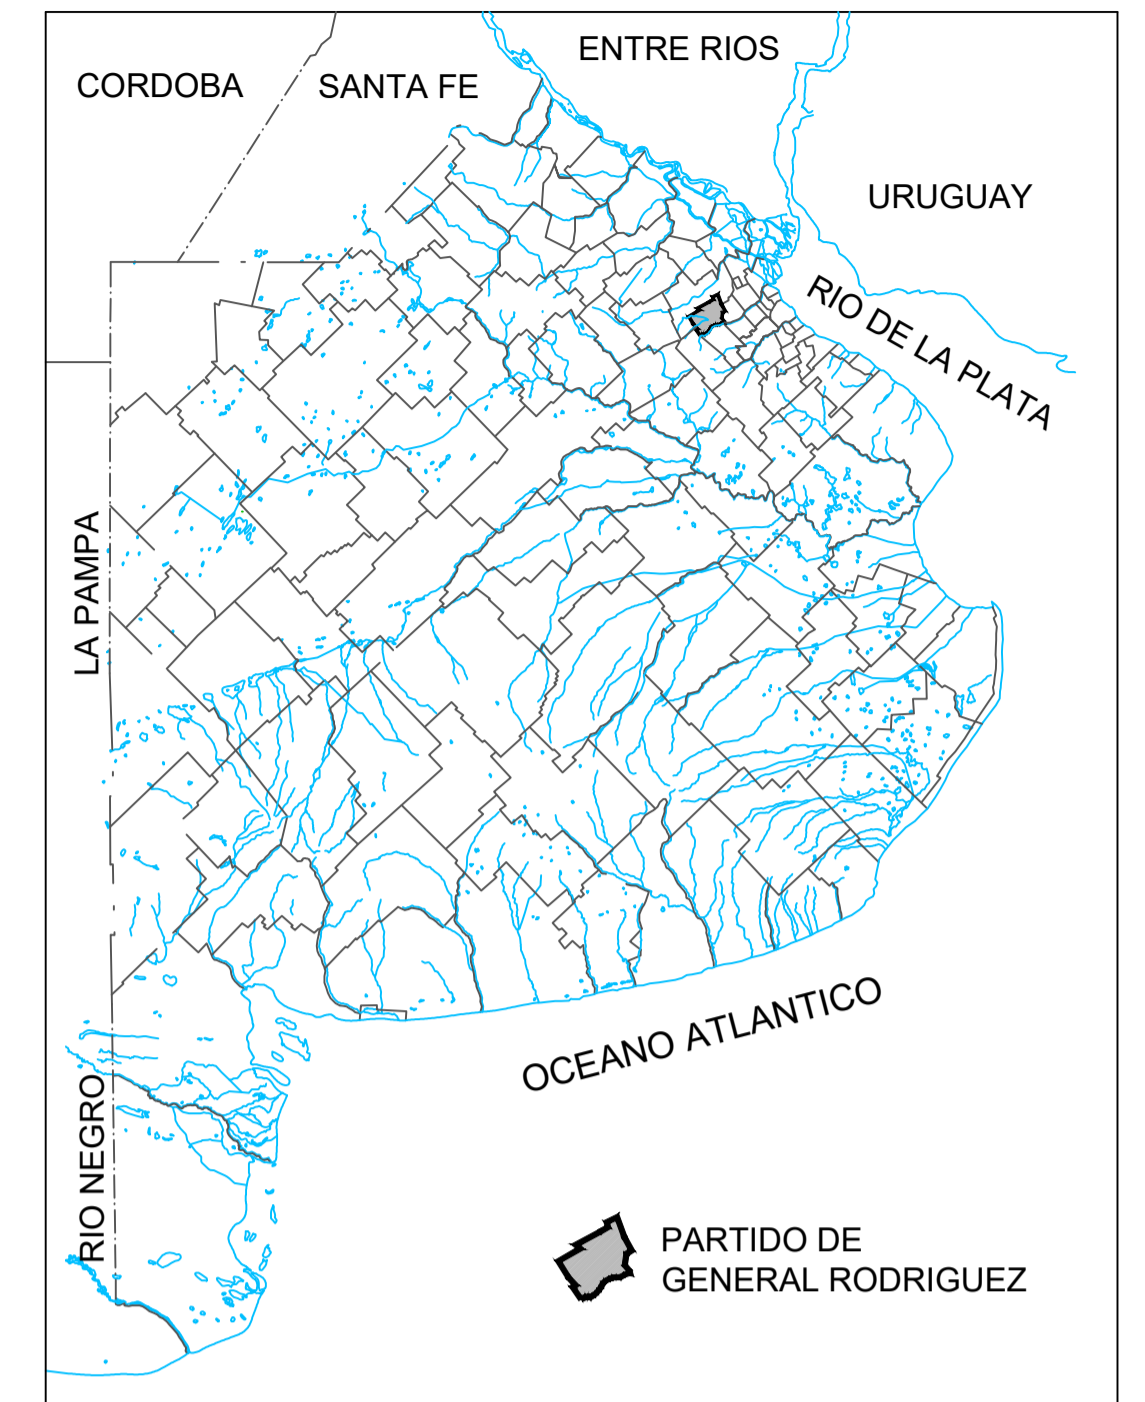 ENTRE RIOS
CORDOBA
SANTA FE
URUGUAY
RIO DE LA PLATA
LA PAMPA
OCEANO ATLANTICO
RIO NEGRO
PARTIDO DE
GENERAL RODRIGUEZ